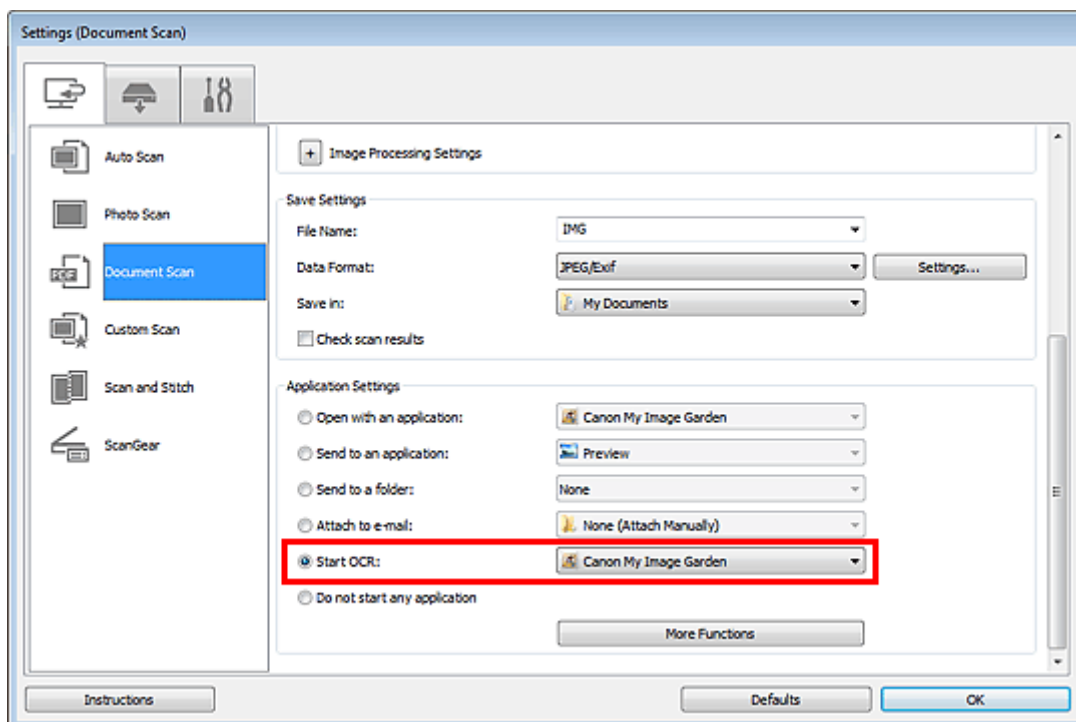 Settings (Document Scan)
Auto Scan
Photo Scan
PDF
Document Scan
Custom Scan
Scan and Stitch
ScanGear
+ Image Processing Settings
Save Settings
File Name: IMG
Data Format: JPEG/Exif Settings...
Save in: My Documents
Check scan results
Application Settings
Open with an application: Canon My Image Garden
Send to an application: Preview
Send to a folder: None
Attach to e-mail: None (Attach Manually)
Start OCR: Canon My Image Garden
Do not start any application
More Functions
Instructions Defaults OK